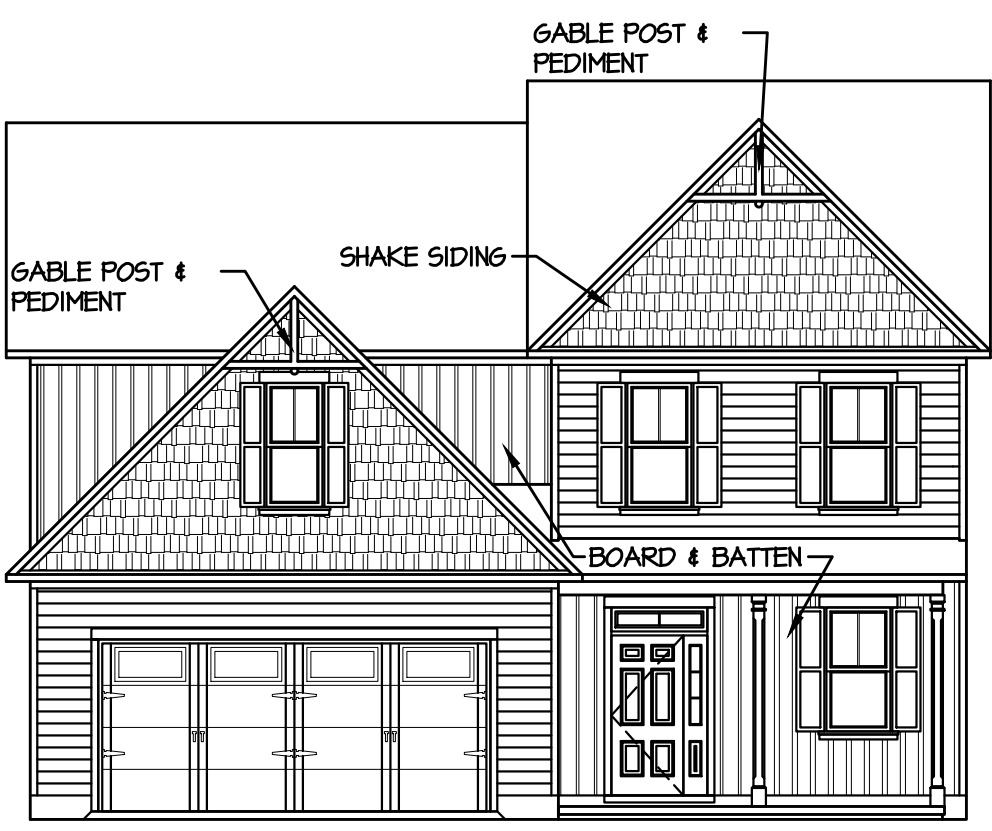 GABLE POST &
PEDIMENT
SHAKE SIDING
GABLE POST &
PEDIMENT
BOARD & BATTEN